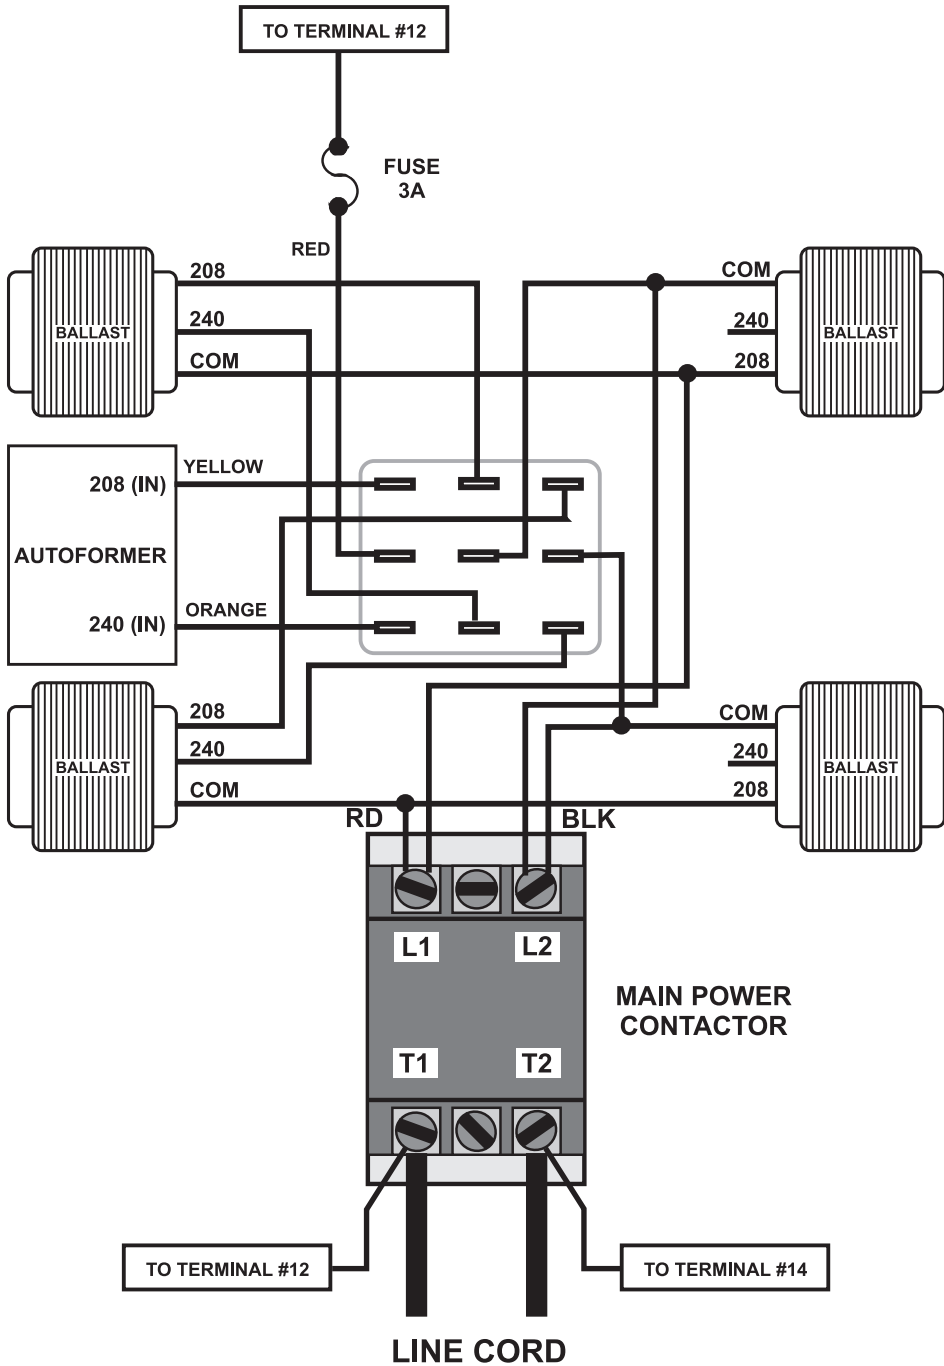 TO TERMINAL #12
FUSE
3A
RED
208
COM
240
240
BALLAST
BALLAST
COM
208
YELLOW
208 (IN)
AUTOFORMER
ORANGE
240 (IN)
208
COM
240
240
BALLAST
BALLAST
COM
208
RD
BLK
L1
L2
MAIN POWER
CONTACTOR
T1
T2
TO TERMINAL #12
TO TERMINAL #14
LINE CORD